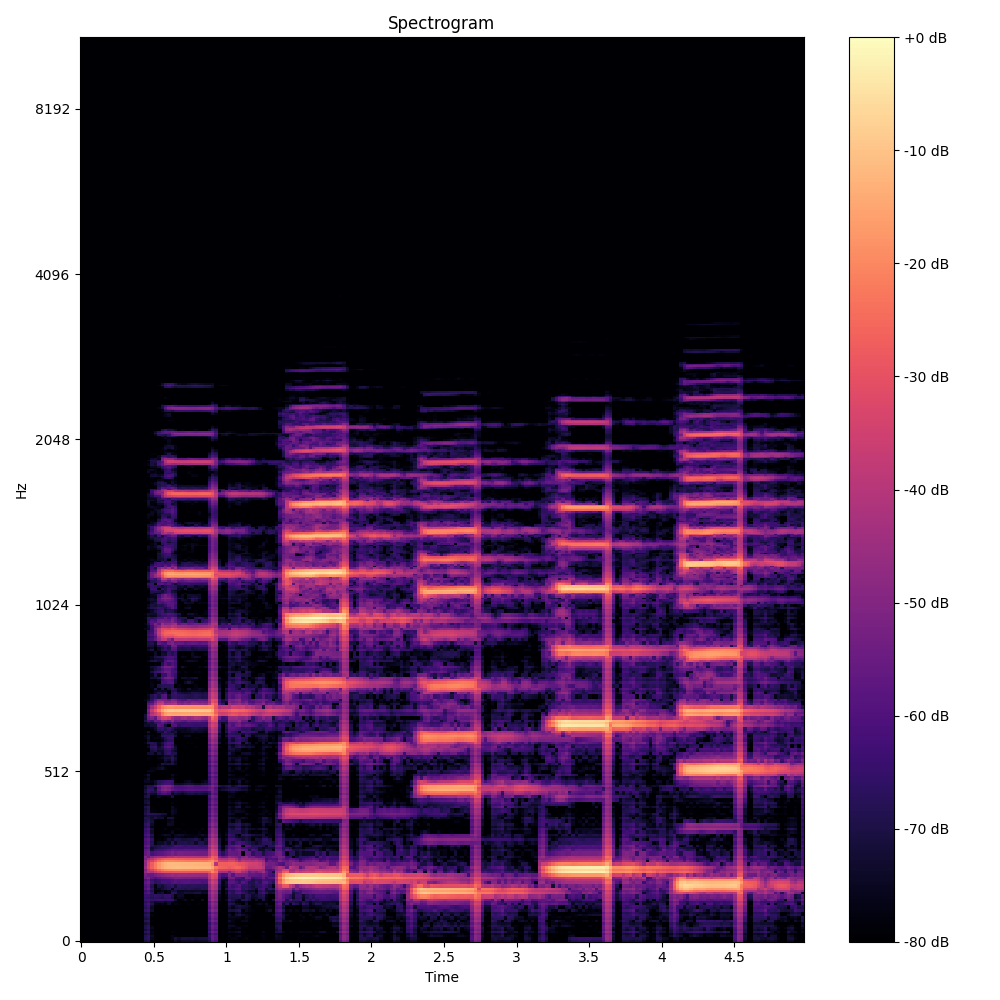 Spectrogram
+0 dB
8192
-10 dB
4096
-20 dB
-30 dB
2048
Hz
-40 dB
1024
-50 dB
-60 dB
512
-70 dB
0
-80 dB
0 0.5 1 1.5 2 2.5 3 3.5 4 4.5
Time